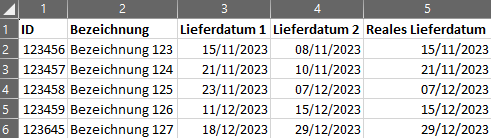 1 2 3 4 5
1 ID Bezeichnung Lieferdatum 1 Lieferdatum 2 Reales Lieferdatum
2 123456 Bezeichnung 123 15/11/2023 08/11/2023 15/11/2023
3 123457 Bezeichnung 124 21/11/2023 10/11/2023 21/11/2023
4 123458 Bezeichnung 125 23/11/2023 07/12/2023 07/12/2023
5 123459 Bezeichnung 126 11/12/2023 15/12/2023 15/12/2023
6 123645 Bezeichnung 127 18/12/2023 29/12/2023 29/12/2023